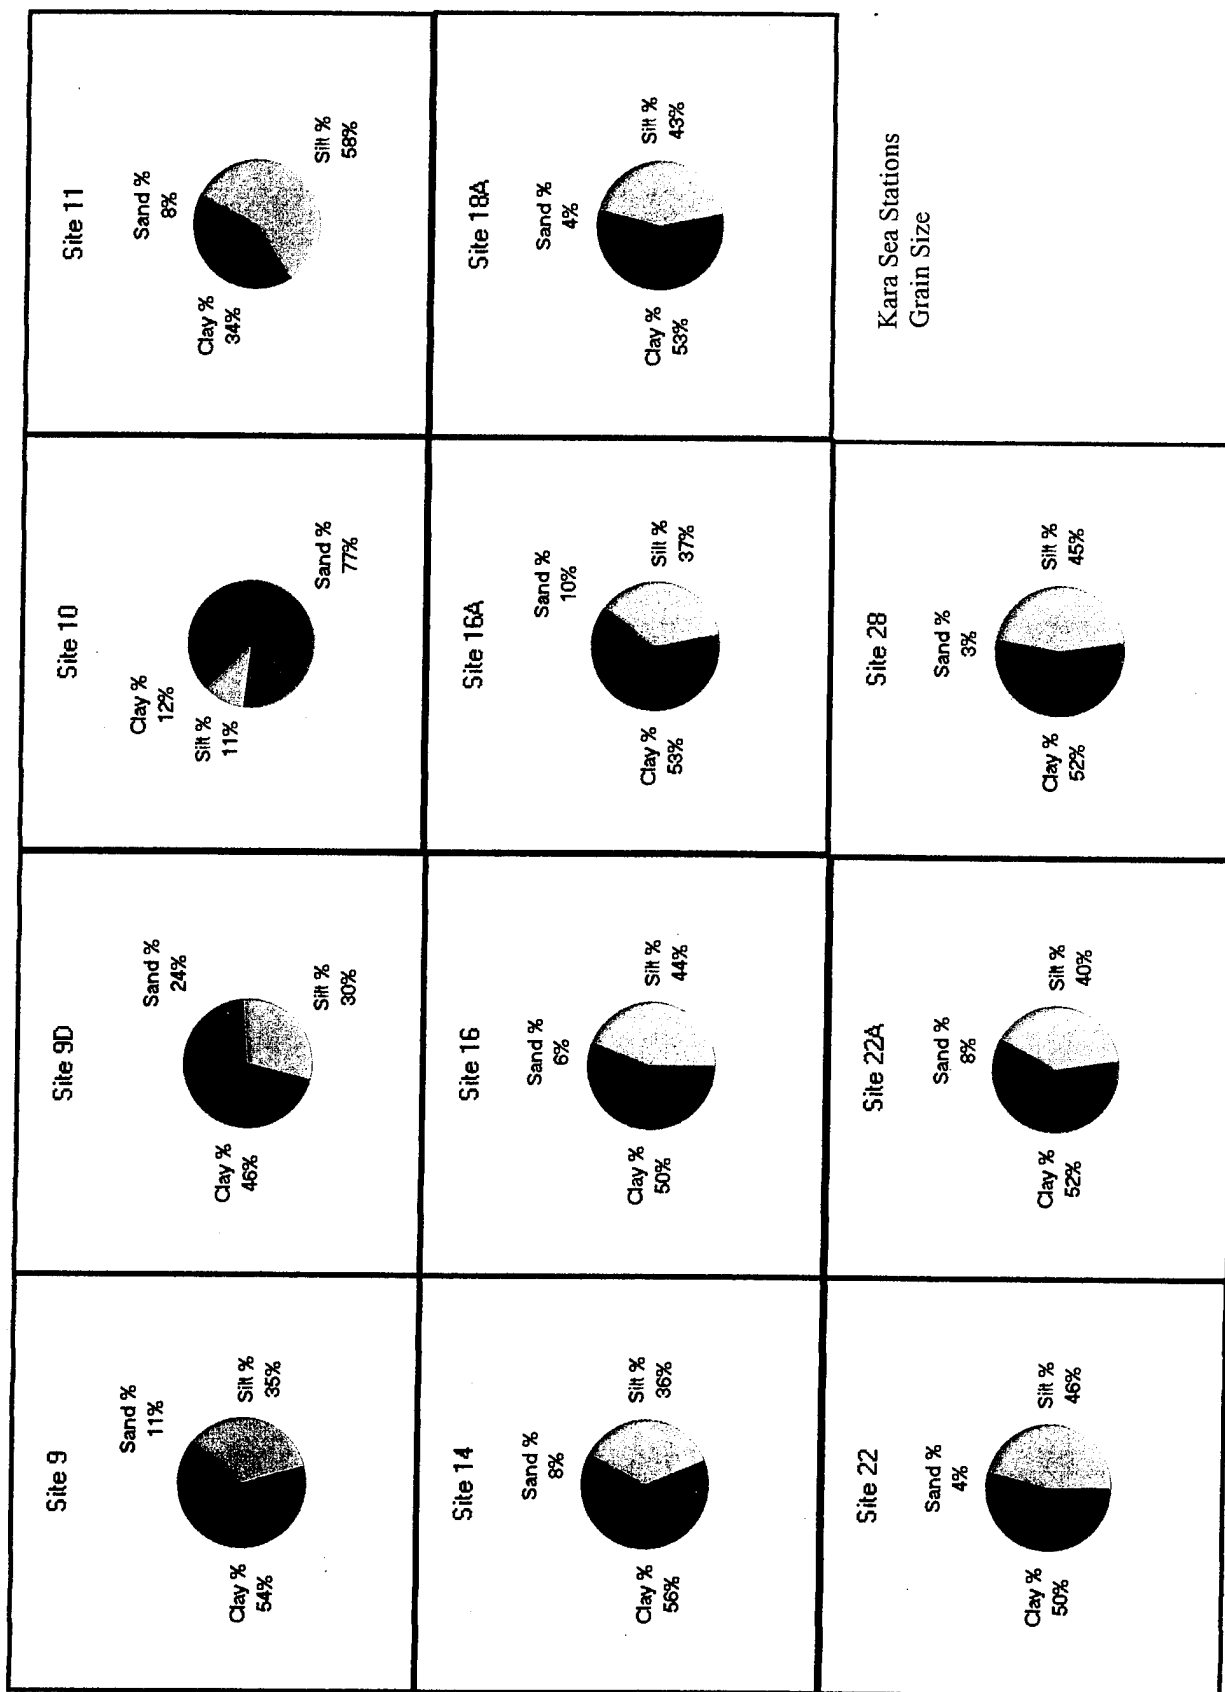 Site 9
Sand %
11%
Silt %
35%
Clay %
54%
Site 9D
Sand %
24%
Silt %
30%
Clay %
46%
Site 10
Clay %
12%
Silt %
11%
Sand %
77%
Site 11
Sand %
8%
Clay %
34%
Silt %
58%
Site 14
Sand %
8%
Silt %
36%
Clay %
56%
Site 16
Sand %
6%
Silt %
44%
Clay %
50%
Site 16A
Sand %
10%
Silt %
37%
Clay %
53%
Site 18A
Sand %
4%
Silt %
43%
Clay %
53%
Site 22
Sand %
4%
Silt %
46%
Clay %
50%
Site 22A
Sand %
8%
Silt %
40%
Clay %
52%
Site 28
Sand %
3%
Silt %
45%
Clay %
52%
Kara Sea Stations
Grain Size